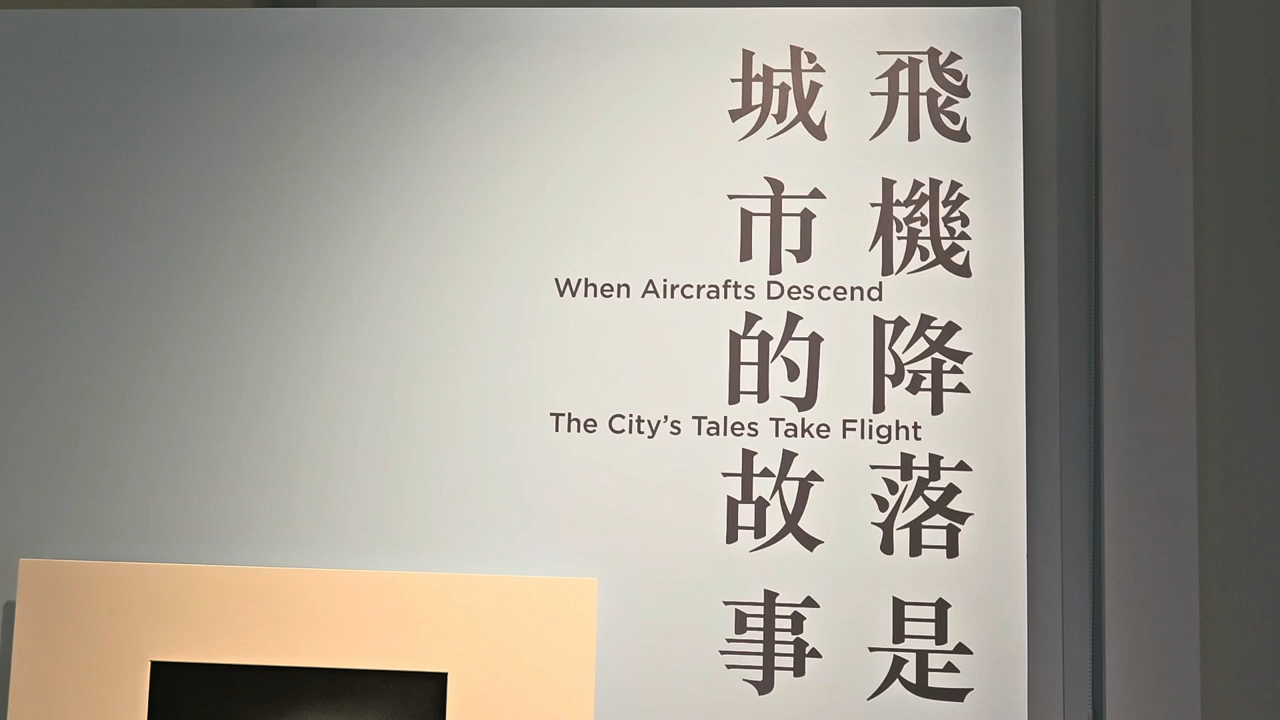 飛機降落是
城市的故事
When Aircrafts Descend
The City's Tales Take Flight